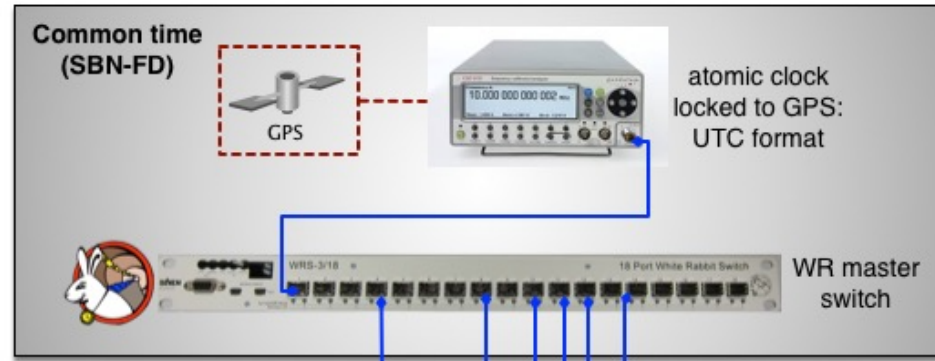 Common time
(SBN-FD)
GPS
10.000 000 000 002 MHz
atomic clock
locked to GPS:
UTC format
WRS-3/18
18 Port White Rabbit Switch
WR master
switch